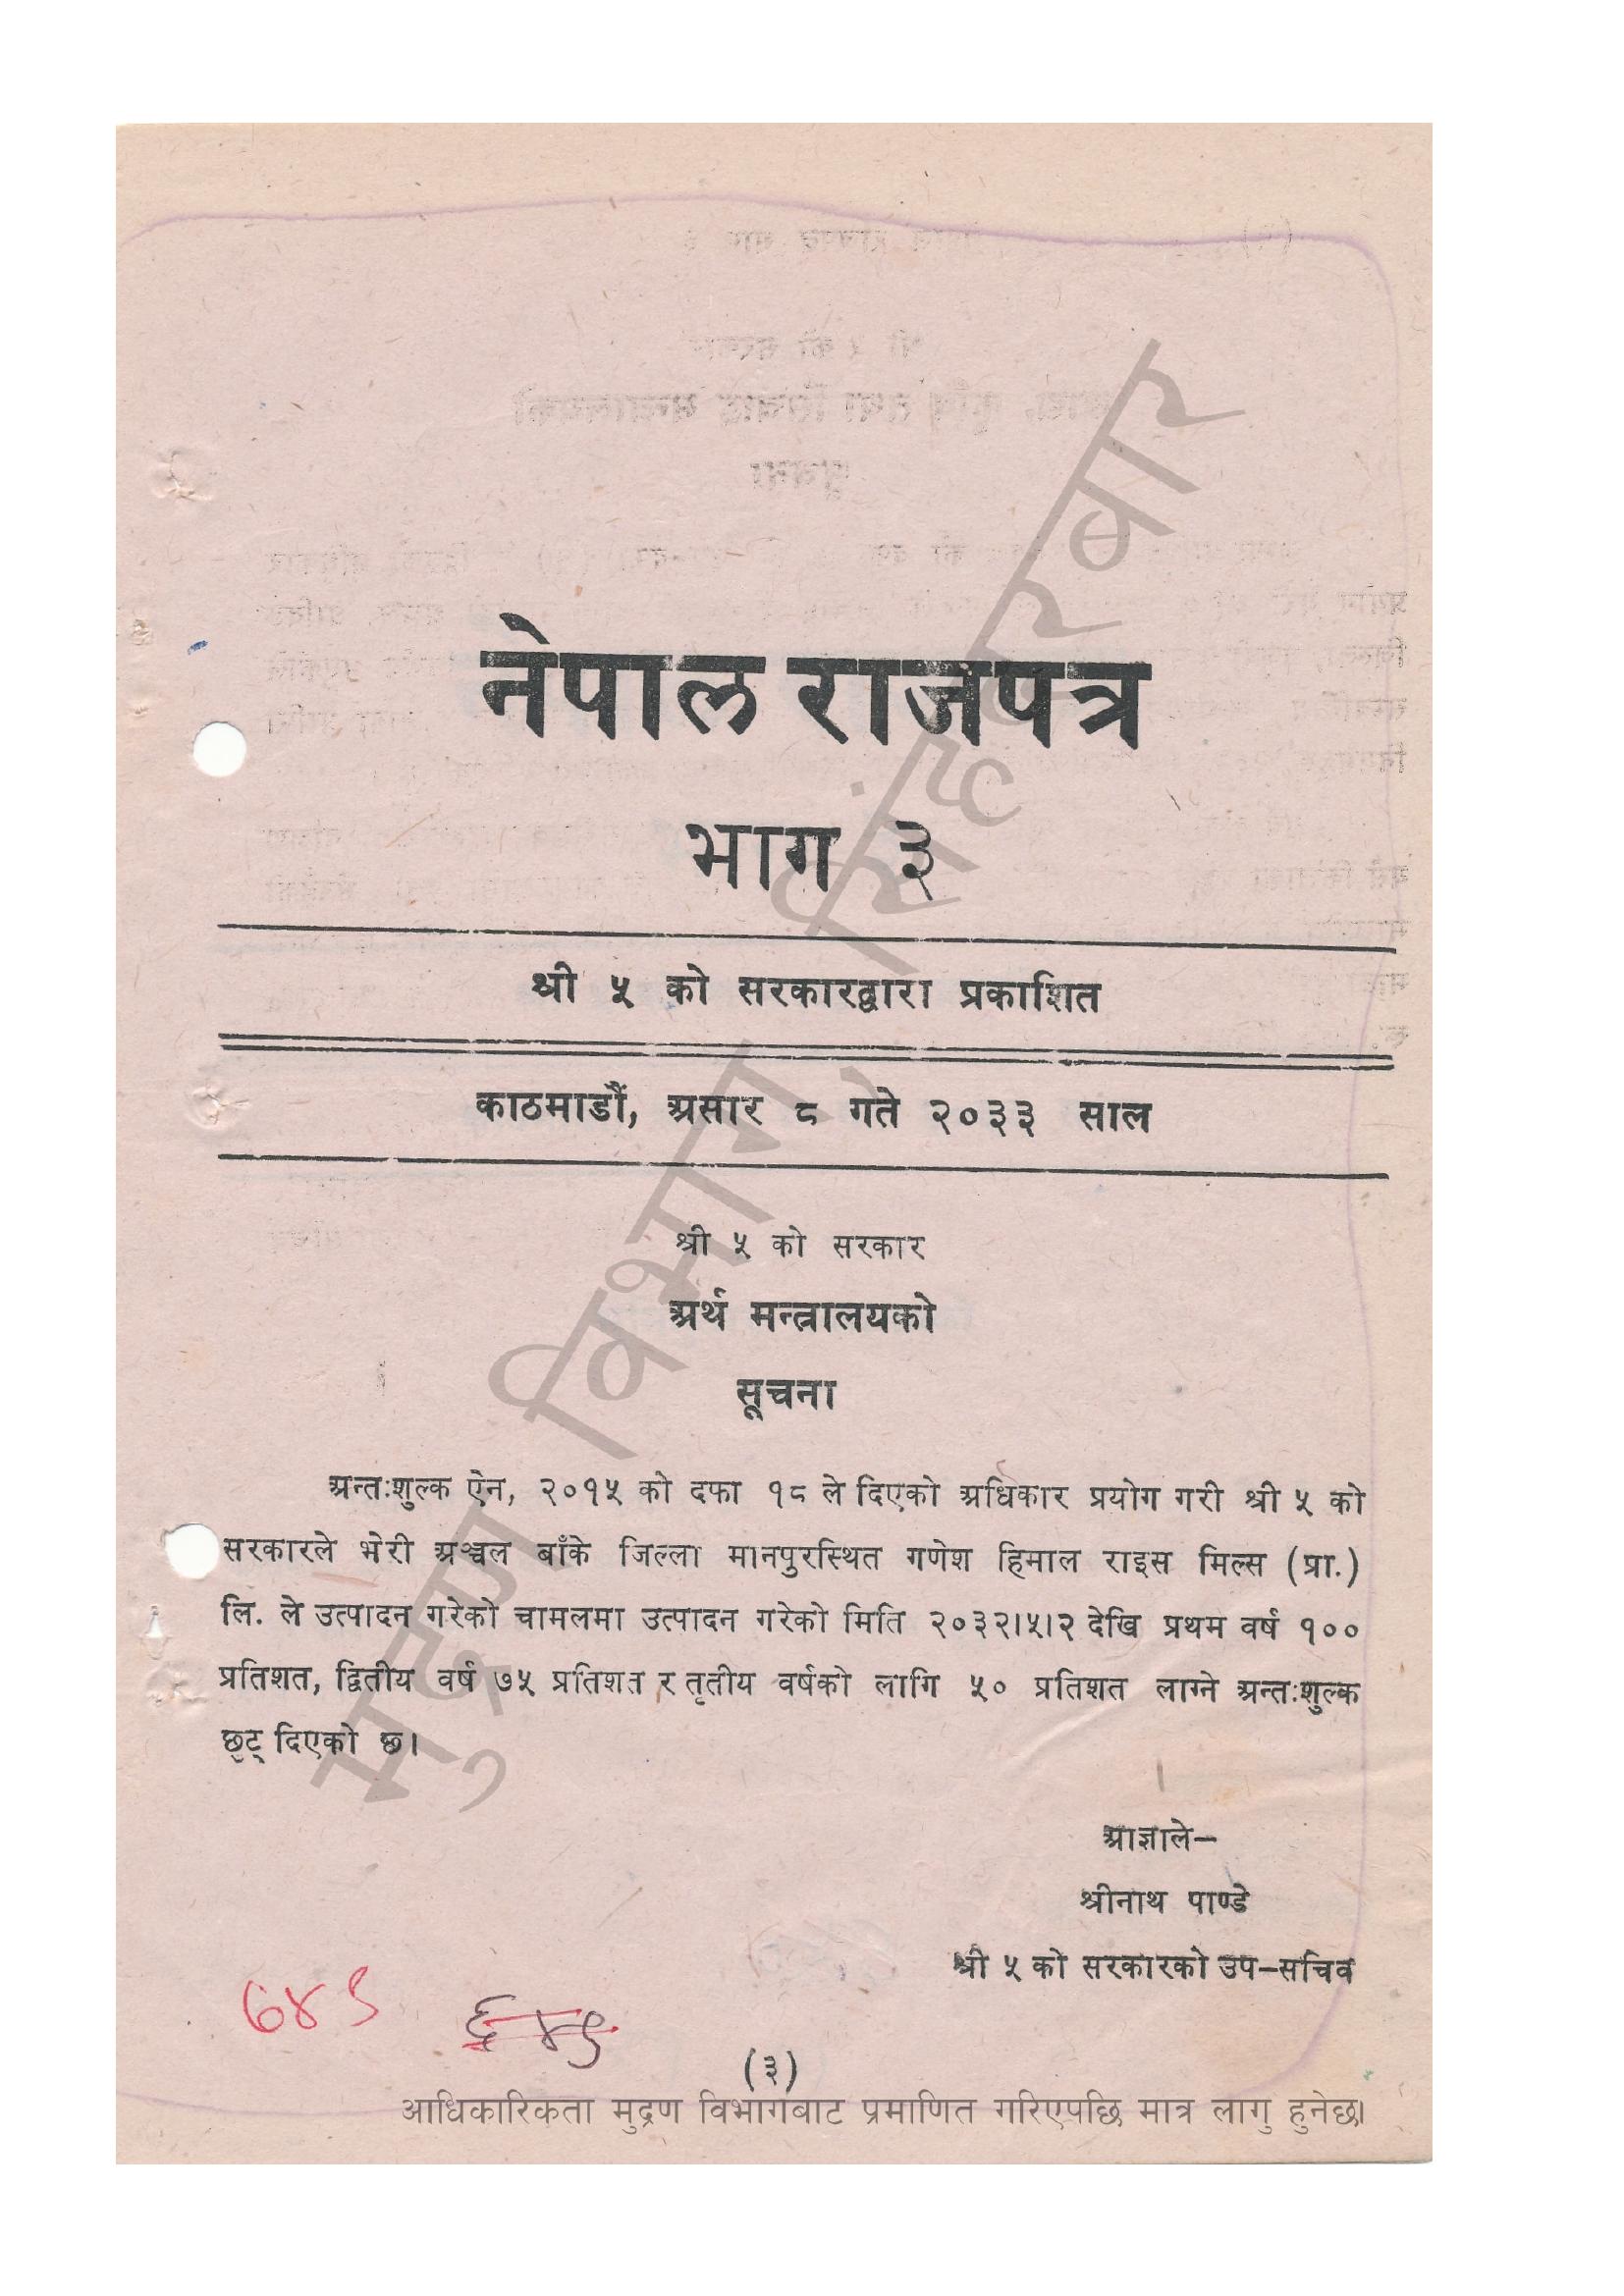 नेपाल राजपत्र
भाग ३
श्री ५ को सरकारद्वारा प्रकाशित
काठमाडौं, असार ८ गते २०३३ साल
श्री ५ को सरकार
अर्थ मन्त्रालयको
सूचना
अन्तःशुल्क ऐन, २०१५ को दफा १८ ले दिएको अधिकार प्रयोग गरी श्री ५ को
सरकारले भेरी अञ्चल बाँके जिल्ला मानपुरस्थित गणेश हिमाल राइस मिल्स (प्रा.)
लि. ले उत्पादन गरेको चामलमा उत्पादन गरेको मिति २०३२।५।२ देखि प्रथम वर्ष १००
प्रतिशत, द्वितीय वर्ष ७५ प्रतिशत र तृतीय वर्षको लागि ५० प्रतिशत लाग्ने अन्तःशुल्क
छुट् दिएको छ।
आज्ञाले–
श्रीनाथ पाण्डे
श्री ५ को सरकारको उप–सचिव
(३)
आधिकारिकता मुद्रण विभागबाट प्रमाणित गरिएपछि मात्र लागु हुनेछ।
मुद्रण विभाग, सिंहदरबार